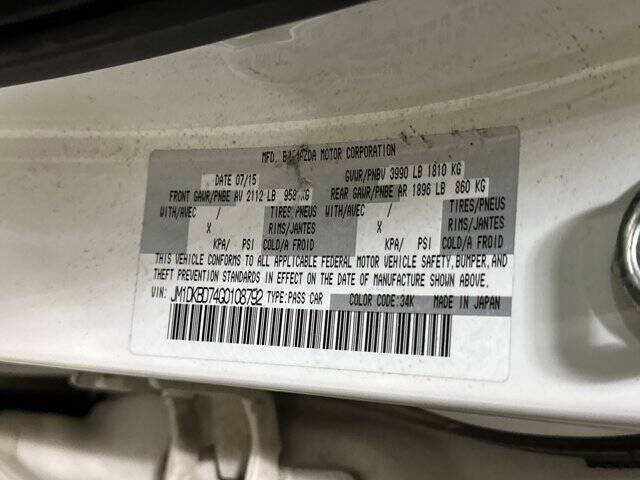 MFD. BY MAZDA MOTOR CORPORATION
DATE 07/15 GVWR/PNBV 3990 LB 1810 KG
FRONT GAWR/PNBE AV 2112 LB 958 KG REAR GAWR/PNBE AR 1896 LB 860 KG
WITH/AVEC / TIRES/PNEUS WITH/AVEC / TIRES/PNEUS
X RIMS/JANTES X RIMS/JANTES
KPA/ PSI COLD/A FROID KPA/ PSI COLD/A FROID
THIS VEHICLE CONFORMS TO ALL APPLICABLE FEDERAL MOTOR VEHICLE SAFETY, BUMPER, AND
THEFT PREVENTION STANDARDS IN EFFECT ON THE DATE OF MANUFACTURE SHOWN ABOVE.
VIN: JM1DKBD74G0108792 TYPE:PASS CAR COLOR CODE:34K MADE IN JAPAN